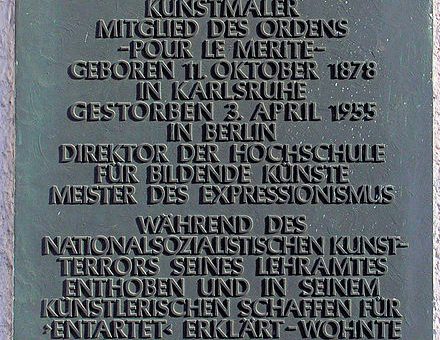 KUNSTMALER
MITGLIED DES ORDENS
–POUR LE MERITE–
GEBOREN 11. OKTOBER 1878
IN KARLSRUHE
GESTORBEN 3. APRIL 1955
IN BERLIN
DIREKTOR DER HOCHSCHULE
FÜR BILDENDE KÜNSTE
MEISTER DES EXPRESSIONISMUS
WÄHREND DES
NATIONALSOZIALISTISCHEN KUNST-
TERRORS SEINES LEHRAMTES
ENTHOBEN UND IN SEINEM
KÜNSTLERISCHEN SCHAFFEN FÜR
›ENTARTET‹ ERKLÄRT–WOHNTE